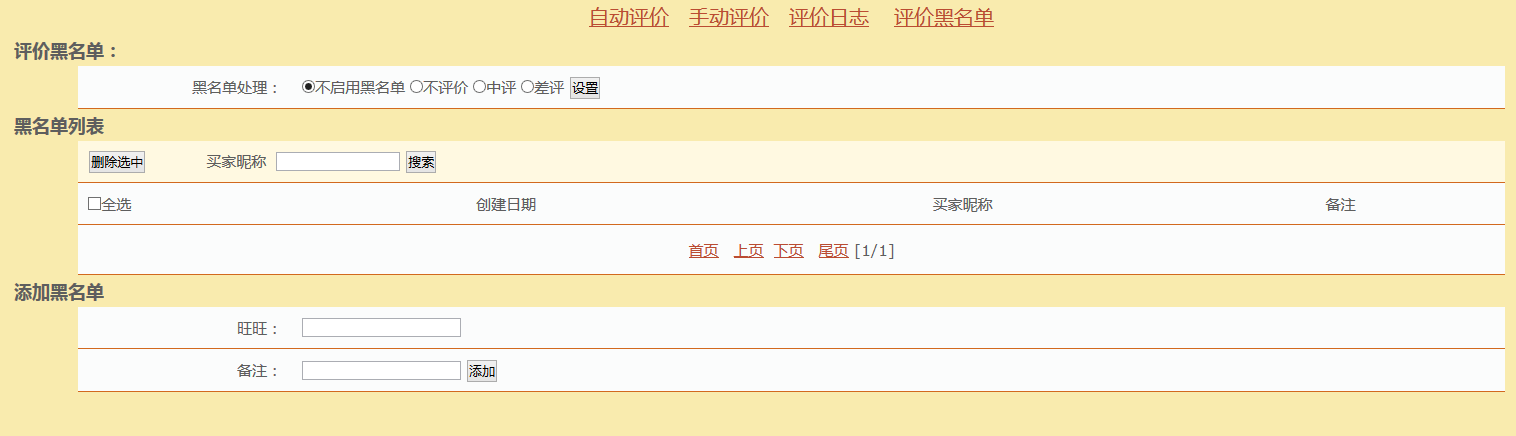 自动评价 手动评价 评价日志 评价黑名单
评价黑名单：
黑名单处理： 不启用黑名单 不评价 中评 差评 设置
黑名单列表
删除选中 买家昵称 搜索
全选 创建日期 买家昵称 备注
首页 上页 下页 尾页 [1/1]
添加黑名单
旺旺：
备注： 添加